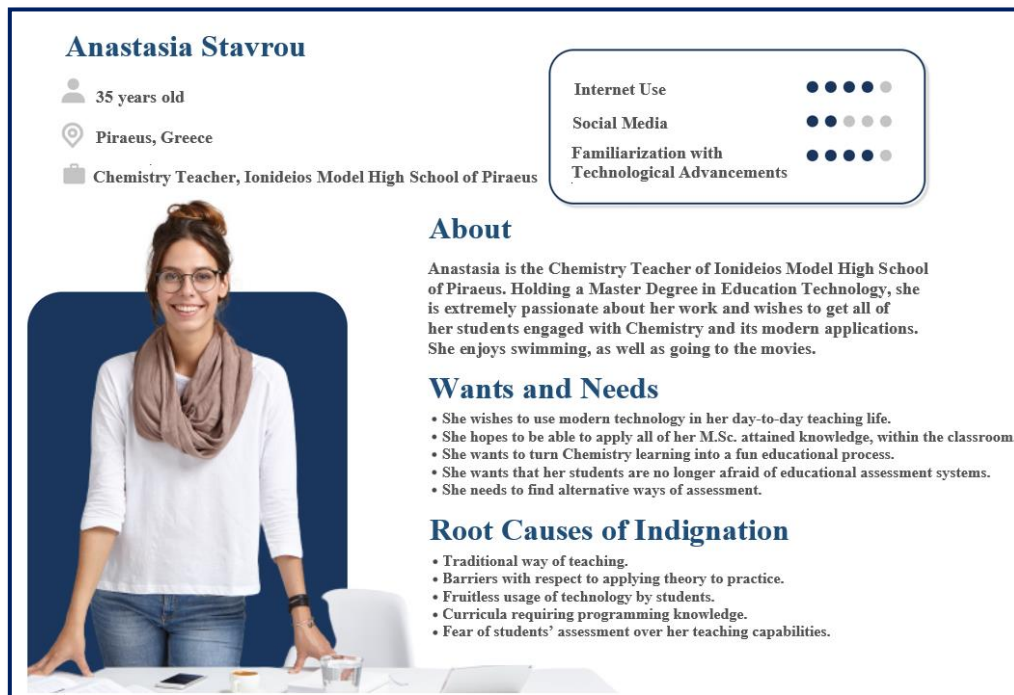 Anastasia Stavrou
35 years old
Piraeus, Greece
Chemistry Teacher, Ionideios Model High School of Piraeus
Internet Use
Social Media
Familiarization with
Technological Advancements
About
Anastasia is the Chemistry Teacher of Ionideios Model High School
of Piraeus. Holding a Master Degree in Education Technology, she
is extremely passionate about her work and wishes to get all of
her students engaged with Chemistry and its modern applications.
She enjoys swimming, as well as going to the movies.
Wants and Needs
• She wishes to use modern technology in her day-to-day teaching life.
• She hopes to be able to apply all of her M.Sc. attained knowledge, within the classroom.
• She wants to turn Chemistry learning into a fun educational process.
• She wants that her students are no longer afraid of educational assessment systems.
• She needs to find alternative ways of assessment.
Root Causes of Indignation
• Traditional way of teaching.
• Barriers with respect to applying theory to practice.
• Fruitless usage of technology by students.
• Curricula requiring programming knowledge.
• Fear of students’ assessment over her teaching capabilities.